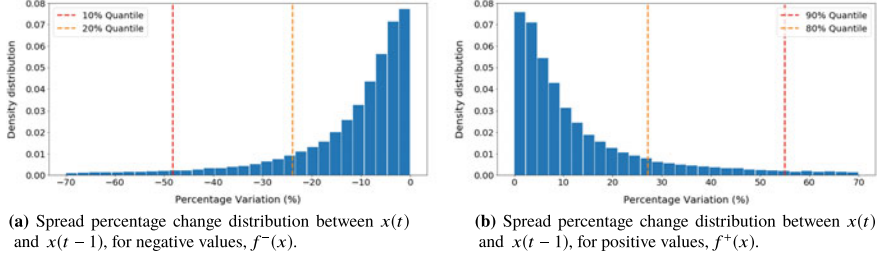 0.08
0.07
0.06
0.05
0.04
0.03
0.02
0.01
0.00
Density distribution
10% Quantile
20% Quantile
−70 −60 −50 −40 −30 −20 −10 0
Percentage Variation (%)
(a) Spread percentage change distribution between x(t)
and x(t − 1), for negative values, f⁻(x).
0.08
0.07
0.06
0.05
0.04
0.03
0.02
0.01
0.00
Density distribution
90% Quantile
80% Quantile
0 10 20 30 40 50 60 70
Percentage Variation (%)
(b) Spread percentage change distribution between x(t)
and x(t − 1), for positive values, f⁺(x).